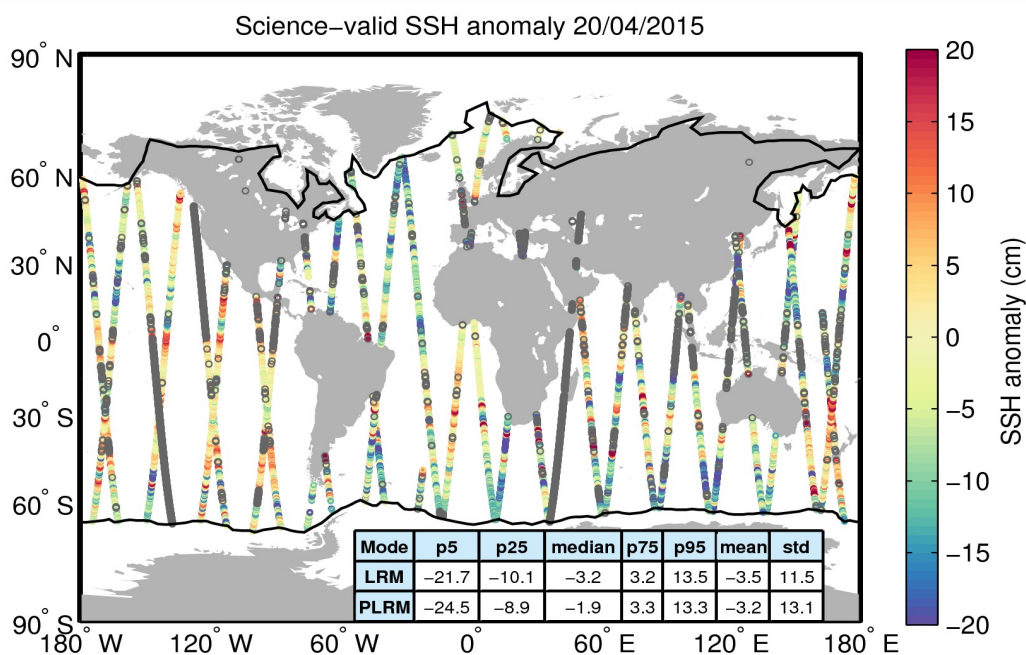 Science−valid SSH anomaly 20/04/2015
90° N
60° N
30° N
0°
30° S
60° S
90° S
180° W
120° W
60° W
0°
60° E
120° E
180° E
Mode p5 p25 median p75 p95 mean std
LRM −21.7 −10.1 −3.2 3.2 13.5 −3.5 11.5
PLRM −24.5 −8.9 −1.9 3.3 13.3 −3.2 13.1
20
15
10
5
0
−5
−10
−15
−20
SSH anomaly (cm)